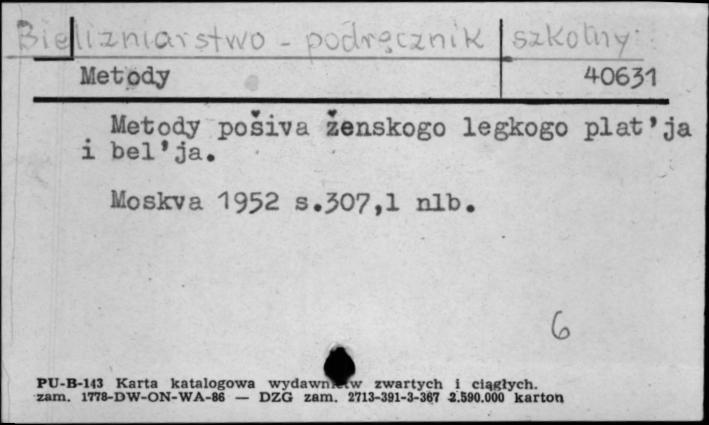 Bielizniarstwo - podręcznik szkolny
Metody 40631
Metody pošiva ženskogo legkogo plat'ja
i bel'ja.
Moskva 1952 s.307,1 nlb.
6
PU-B-143 Karta katalogowa wydawnictw zwartych i ciągłych.
zam. 1778-DW-ON-WA-86 — DZG zam. 2713-391-3-367 2.590.000 karton